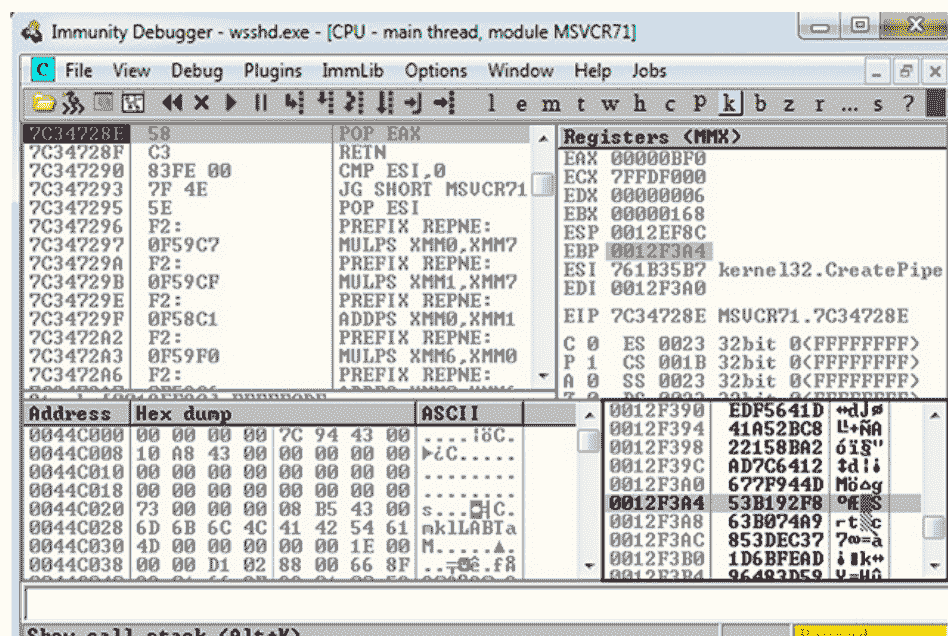 Immunity Debugger - wsshd.exe - [CPU - main thread, module MSVCR71]
C File View Debug Plugins ImmLib Options Window Help Jobs
l e m t w h c P k b z r ... s ?
7C34728E 58 POP EAX
7C34728F C3 RETN
7C347290 83FE 00 CMP ESI,0
7C347293 7F 4E JG SHORT MSVCR71
7C347295 5E POP ESI
7C347296 F2: PREFIX REPNE:
7C347297 0F59C7 MULPS XMM0,XMM7
7C34729A F2: PREFIX REPNE:
7C34729B 0F59CF MULPS XMM1,XMM7
7C34729E F2: PREFIX REPNE:
7C34729F 0F58C1 ADDPS XMM0,XMM1
7C3472A2 F2: PREFIX REPNE:
7C3472A3 0F59F0 MULPS XMM6,XMM0
7C3472A6 F2: PREFIX REPNE:
Registers (MMX)
EAX 00000BF0
ECX 7FFDF000
EDX 00000006
EBX 00000168
ESP 0012EF8C
EBP 0012F3A4
ESI 761B35B7 kernel32.CreatePipe
EDI 0012F3A0
EIP 7C34728E MSVCR71.7C34728E
C 0 ES 0023 32bit 0(FFFFFFFF)
P 1 CS 001B 32bit 0(FFFFFFFF)
A 0 SS 0023 32bit 0(FFFFFFFF)
Address Hex dump ASCII
0044C000 00 00 00 00 7C 94 43 00 ....|öC.
0044C008 10 A8 43 00 00 00 00 00 ►¿C.....
0044C010 00 00 00 00 00 00 00 00 ........
0044C018 00 00 00 00 00 00 00 00 ........
0044C020 73 00 00 00 08 B5 43 00 s...◘╡C.
0044C028 6D 6B 6C 4C 41 42 54 61 mklLABTa
0044C030 4D 00 00 00 00 00 1E 00 M.....▲.
0044C038 00 00 D1 02 88 00 66 8F
0012F390 EDF5641D
0012F394 41A52BC8
0012F398 22158BA2
0012F39C AD7C6412
0012F3A0 677F944D
0012F3A4 53B192F8
0012F3A8 63B074A9
0012F3AC 853DEC37
0012F3B0 1D6BFEAD
0012F3B4 96483D59
Show call stack (Alt+K)
Paused